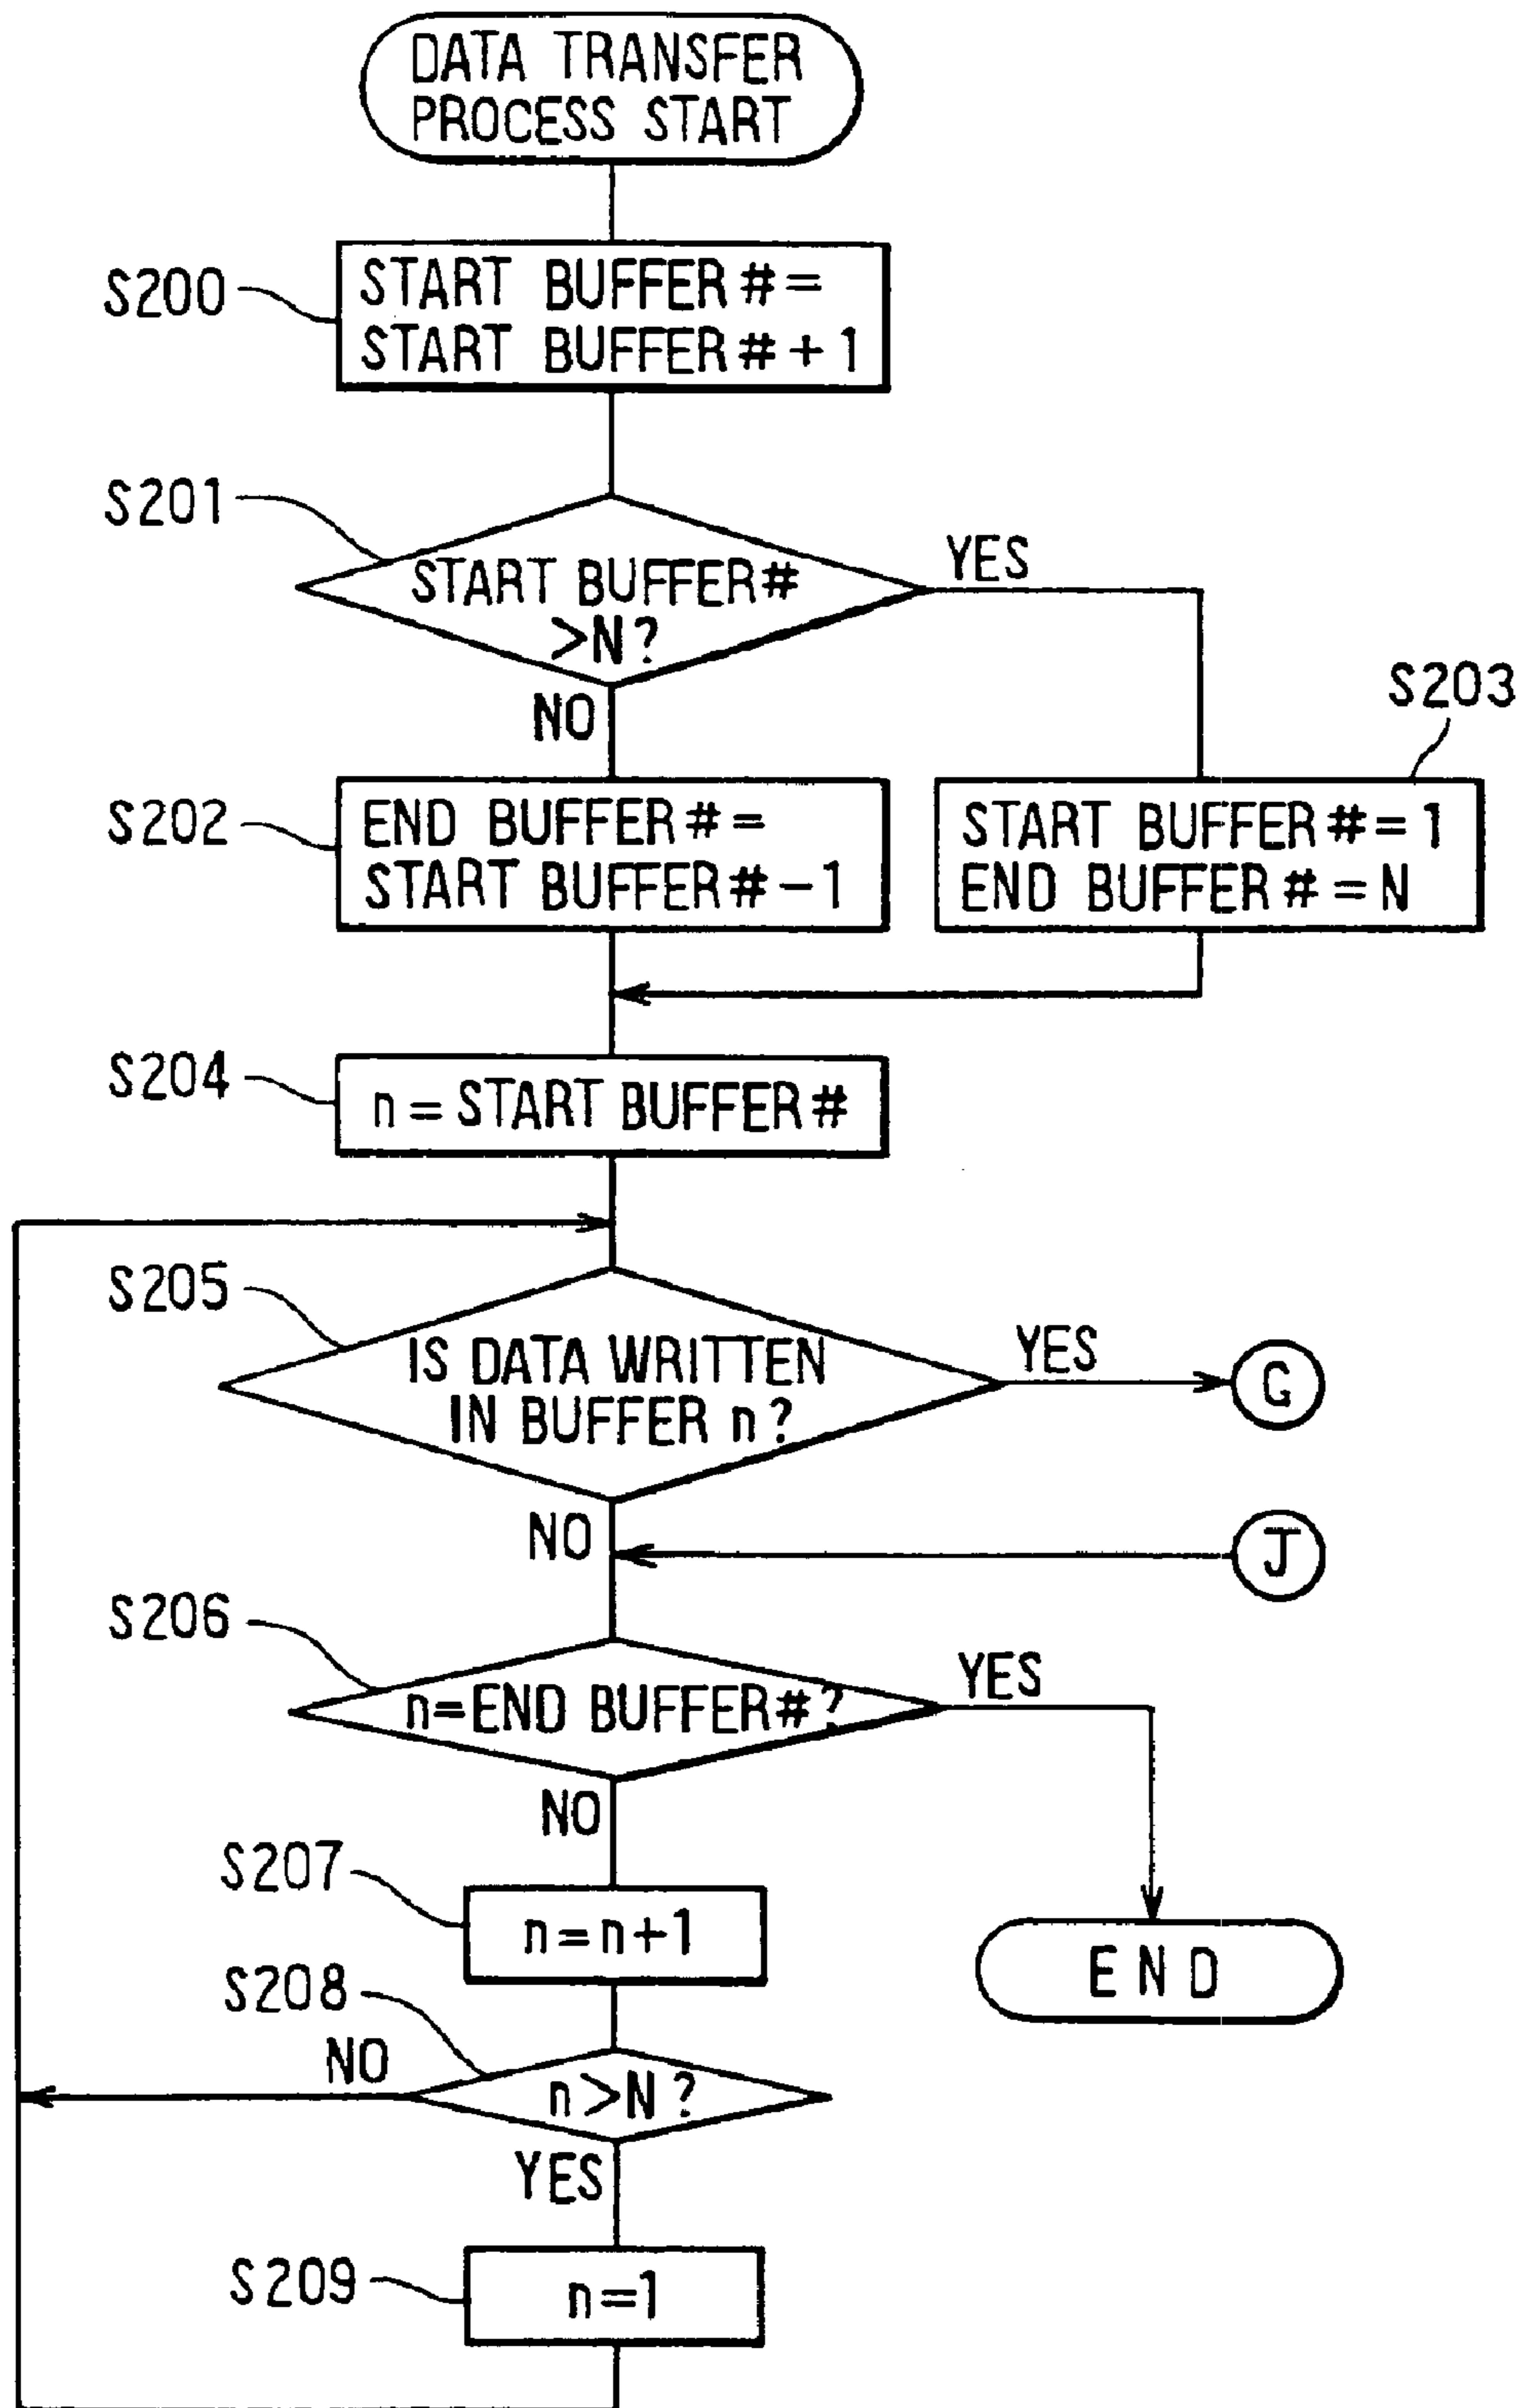 DATA TRANSFER
PROCESS START
S200
START BUFFER #=
START BUFFER #+1
S201
START BUFFER#
>N?
YES
NO
S202
END BUFFER #=
START BUFFER #-1
S203
START BUFFER #=1
END BUFFER #=N
S204
n=START BUFFER#
S205
IS DATA WRITTEN
IN BUFFER n?
YES
G
NO
J
S206
n=END BUFFER#?
YES
NO
S207
n=n+1
END
S208
NO
n>N?
YES
S209
n=1